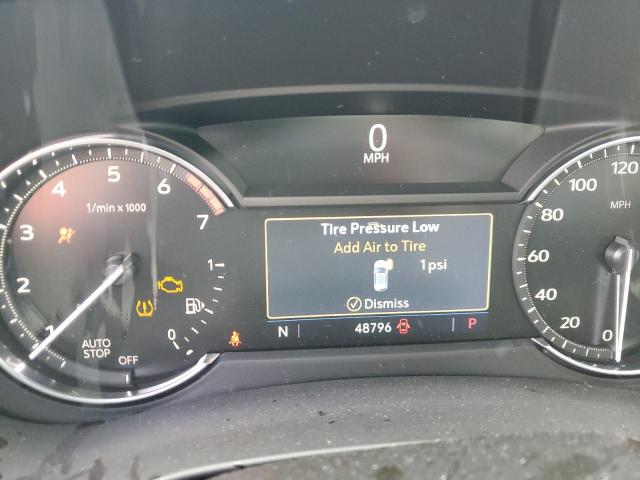 0
MPH
1/min x 1000
1
2
3
4
5
6
7
AUTO
STOP
OFF
1
0
Tire Pressure Low
Add Air to Tire
1 psi
Dismiss
N
48796
P
0
20
40
60
80
100
120
MPH